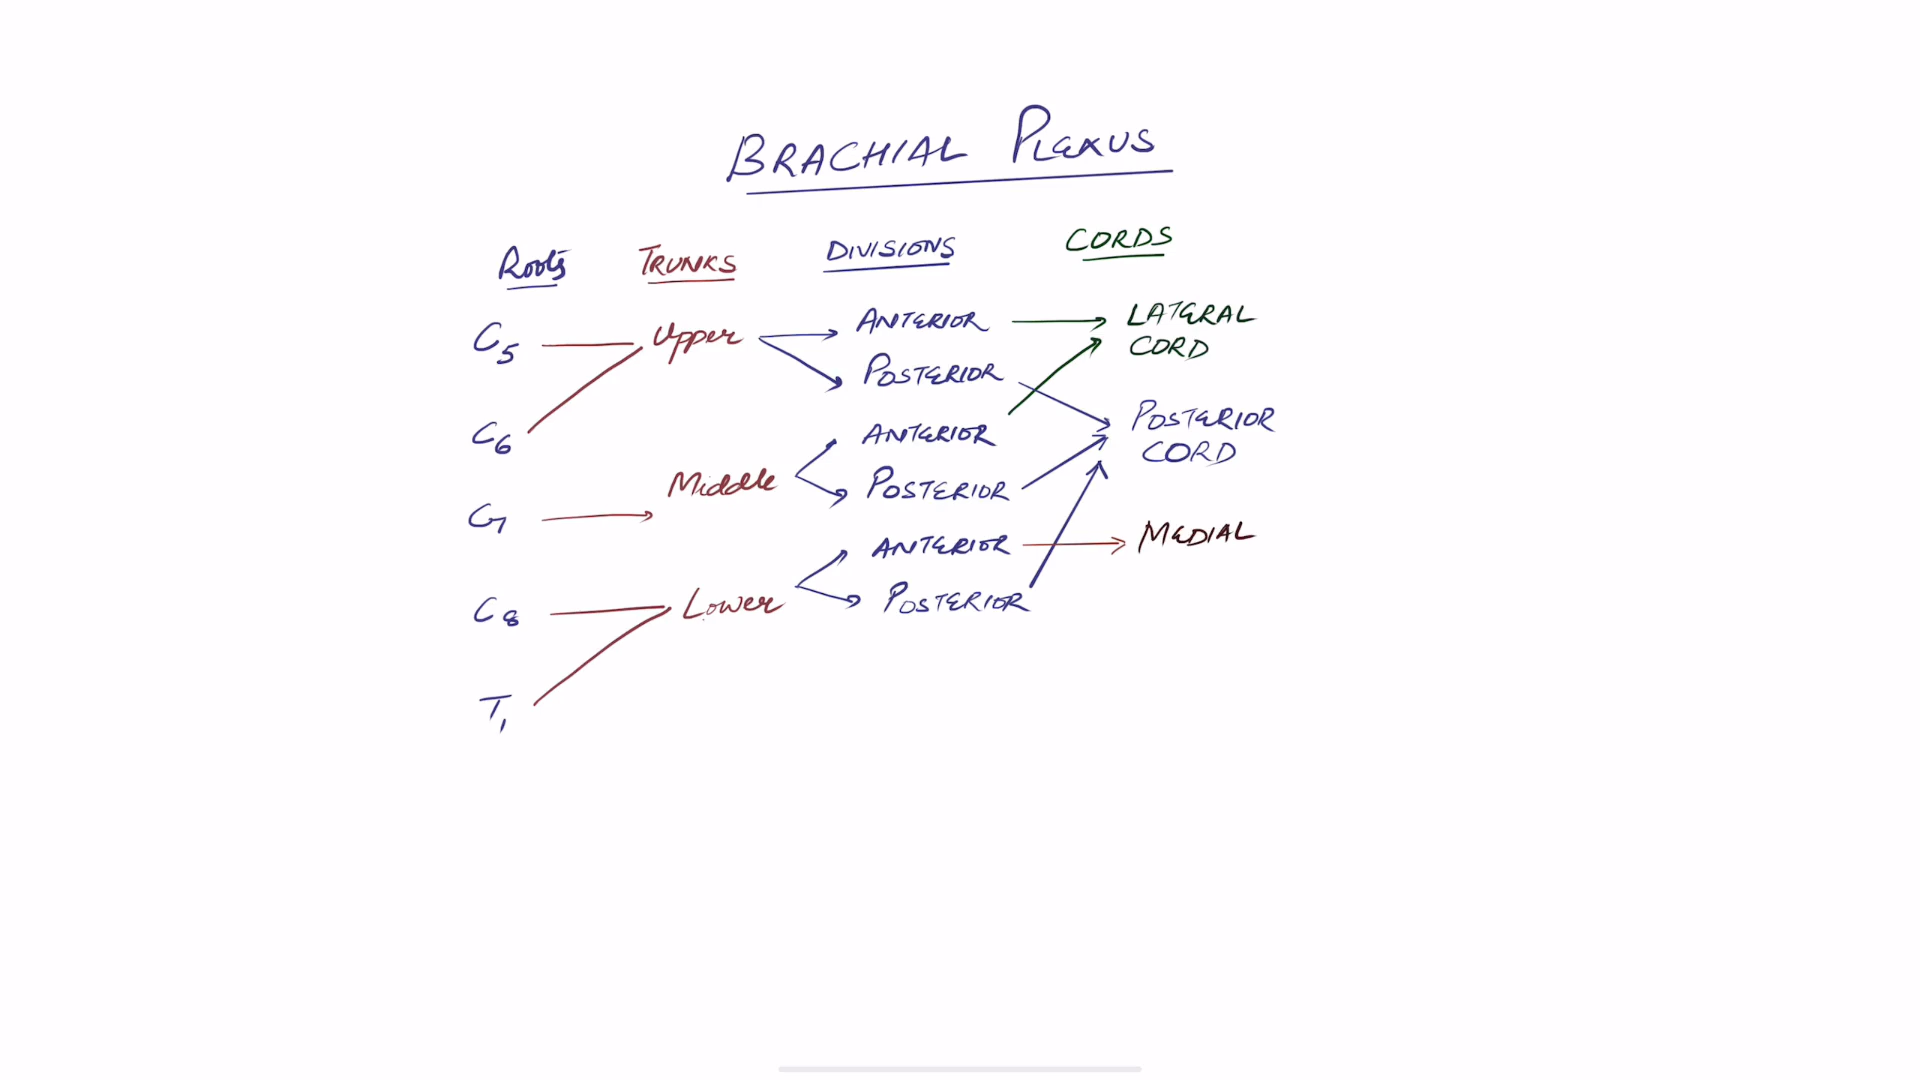 BRACHIAL PLEXUS
Roots TRUNKS DIVISIONS CORDS
C5 Upper ANTERIOR LATERAL
CORD
POSTERIOR
C6 ANTERIOR POSTERIOR
CORD
Middle POSTERIOR
C7 ANTERIOR MEDIAL
C8 Lower POSTERIOR
T1